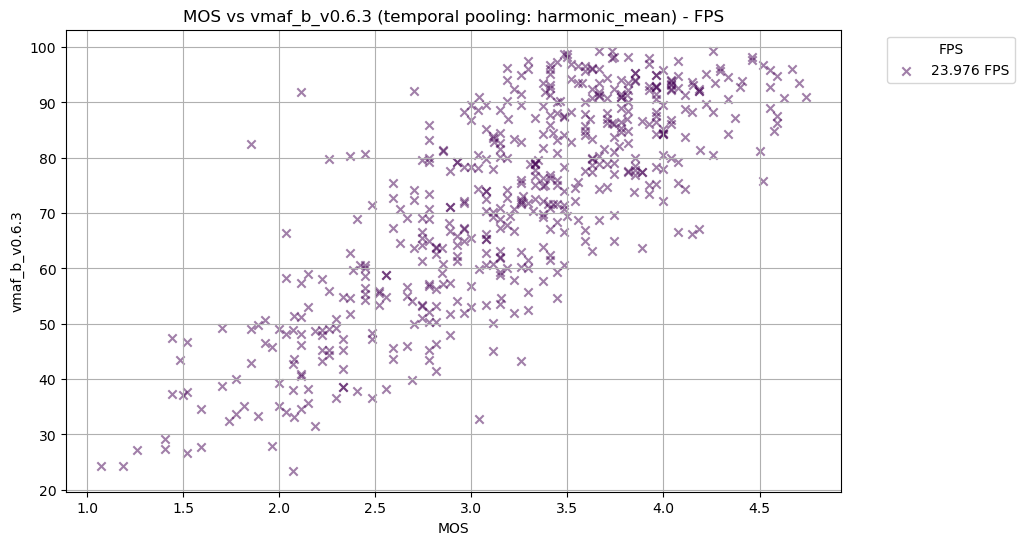 MOS vs vmaf_b_v0.6.3 (temporal pooling: harmonic_mean) - FPS
FPS
23.976 FPS
vmaf_b_v0.6.3
100
90
80
70
60
50
40
30
20
1.0 1.5 2.0 2.5 3.0 3.5 4.0 4.5
MOS